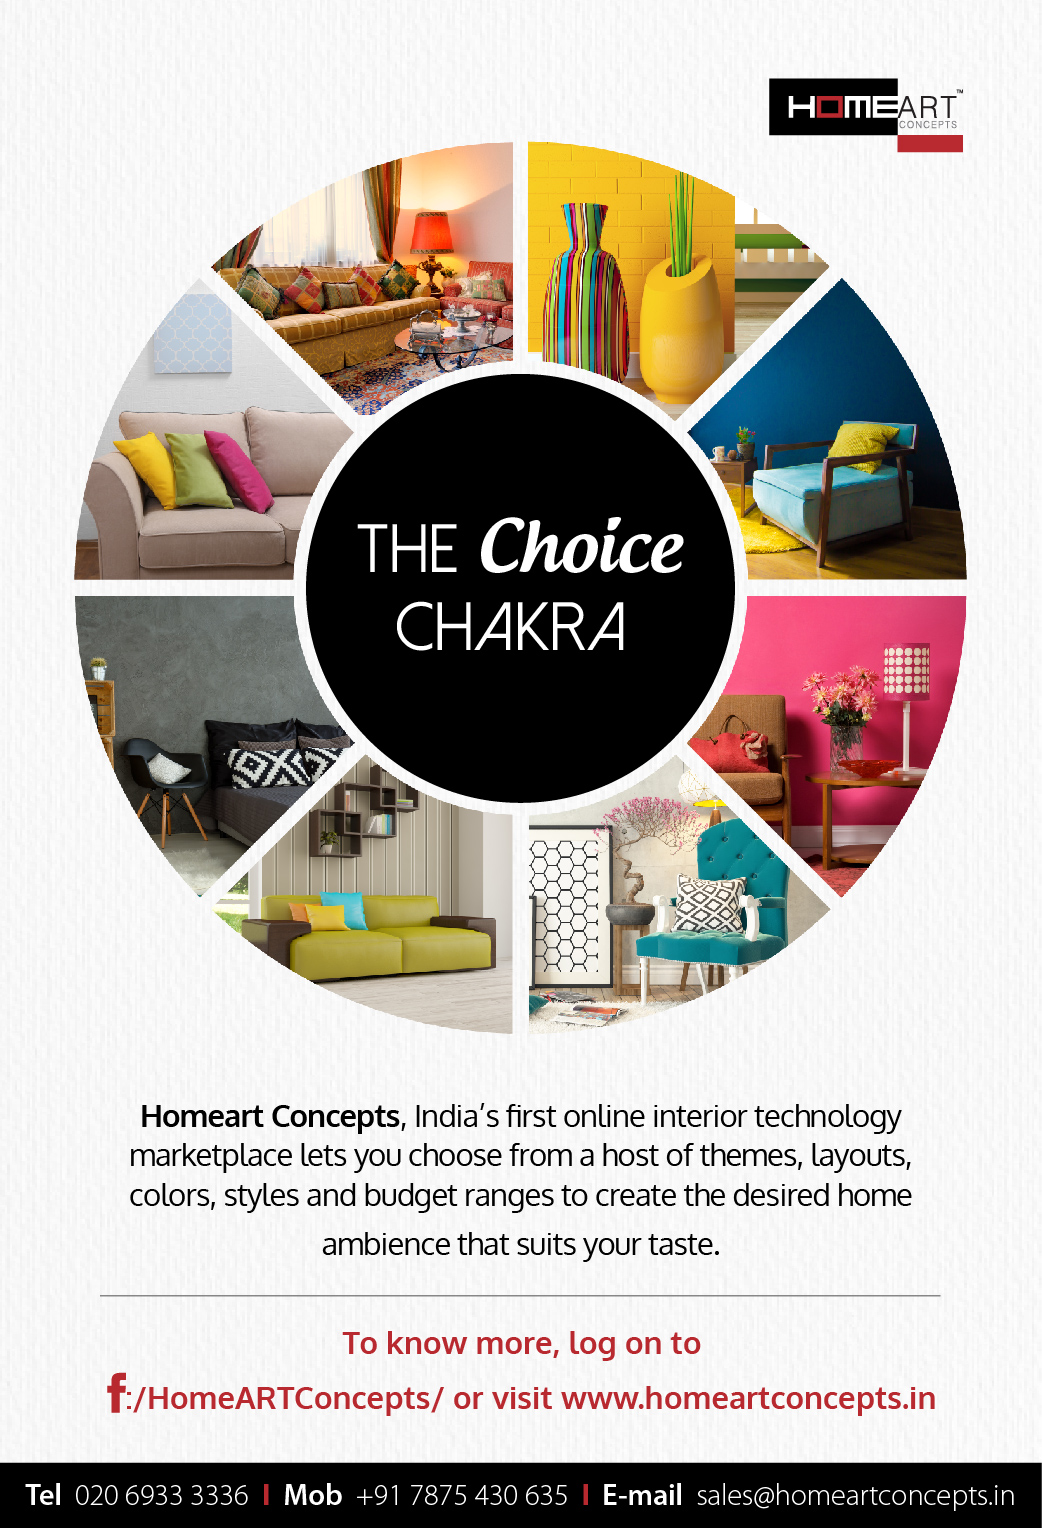 HOMEART™
CONCEPTS
THE Choice
CHAKRA
Homeart Concepts, India's first online interior technology
marketplace lets you choose from a host of themes, layouts,
colors, styles and budget ranges to create the desired home
ambience that suits your taste.
To know more, log on to
f:/HomeARTConcepts/ or visit www.homeartconcepts.in
Tel 020 6933 3336 I Mob +91 7875 430 635 I E-mail sales@homeartconcepts.in